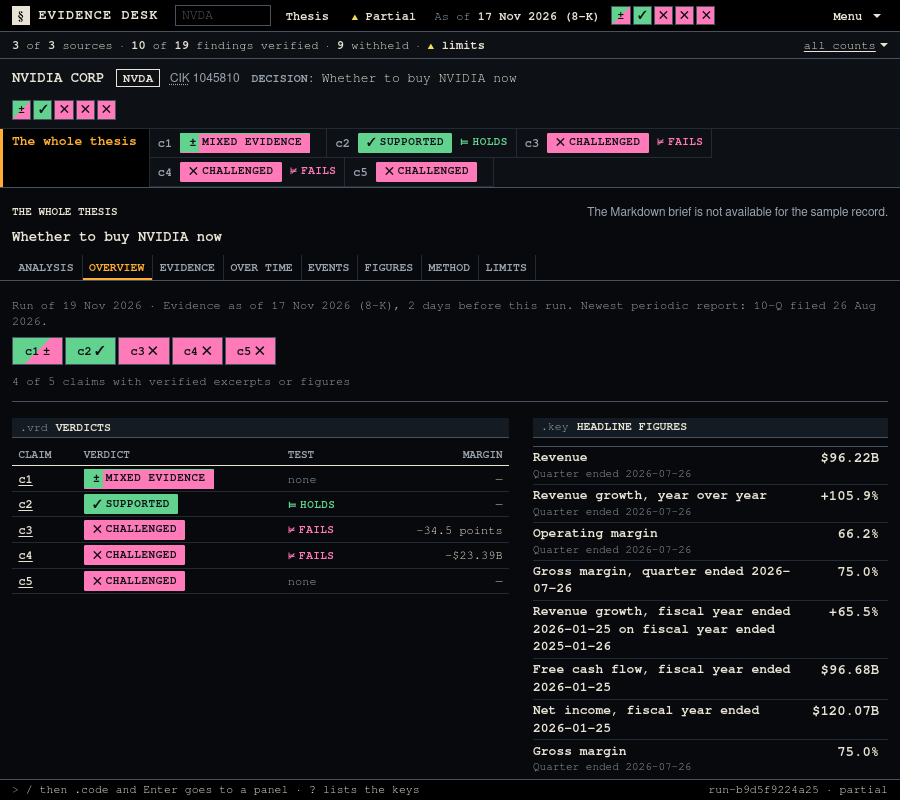 § EVIDENCE DESK NVDA Thesis ▲ Partial As of 17 Nov 2026 (8-K) ± ✓ ✕ ✕ ✕ Menu
3 of 3 sources · 10 of 19 findings verified · 9 withheld · ▲ limits all counts
NVIDIA CORP NVDA CIK 1045810 DECISION: Whether to buy NVIDIA now
± ✓ ✕ ✕ ✕
The whole thesis c1 ± MIXED EVIDENCE c2 ✓ SUPPORTED ⊨ HOLDS c3 ✕ CHALLENGED ⊭ FAILS
c4 ✕ CHALLENGED ⊭ FAILS c5 ✕ CHALLENGED
THE WHOLE THESIS The Markdown brief is not available for the sample record.
Whether to buy NVIDIA now
ANALYSIS OVERVIEW EVIDENCE OVER TIME EVENTS FIGURES METHOD LIMITS
Run of 19 Nov 2026 · Evidence as of 17 Nov 2026 (8-K), 2 days before this run. Newest periodic report: 10-Q filed 26 Aug
2026.
c1 ± c2 ✓ c3 ✕ c4 ✕ c5 ✕
4 of 5 claims with verified excerpts or figures
.vrd VERDICTS
CLAIM VERDICT TEST MARGIN
c1 ± MIXED EVIDENCE none —
c2 ✓ SUPPORTED ⊨ HOLDS —
c3 ✕ CHALLENGED ⊭ FAILS -34.5 points
c4 ✕ CHALLENGED ⊭ FAILS -$23.39B
c5 ✕ CHALLENGED none —
.key HEADLINE FIGURES
Revenue $96.22B
Quarter ended 2026-07-26
Revenue growth, year over year +105.9%
Quarter ended 2026-07-26
Operating margin 66.2%
Quarter ended 2026-07-26
Gross margin, quarter ended 2026- 75.0%
07-26
Revenue growth, fiscal year ended +65.5%
2026-01-25 on fiscal year ended
2025-01-26
Free cash flow, fiscal year ended $96.68B
2026-01-25
Net income, fiscal year ended $120.07B
2026-01-25
Gross margin 75.0%
Quarter ended 2026-07-26
> / then .code and Enter goes to a panel · ? lists the keys run-b9d5f9224a25 · partial